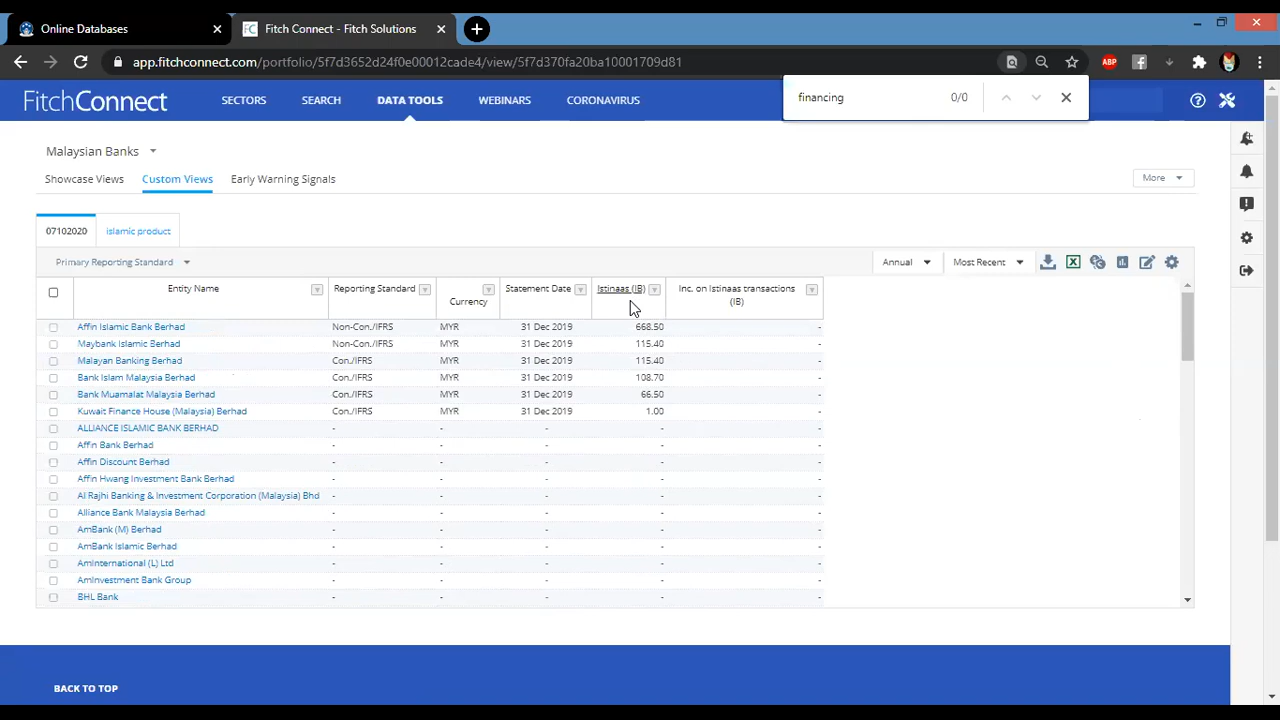 Online Databases
Fitch Connect - Fitch Solutions
app.fitchconnect.com/portfolio/5f7d3652d24f0e00012cade4/view/5f7d370fa20ba10001709d81
ABP
FitchConnect
SECTORS
SEARCH
DATA TOOLS
WEBINARS
CORONAVIRUS
financing
0/0
Malaysian Banks
Showcase Views
Custom Views
Early Warning Signals
More
07102020
islamic product
Primary Reporting Standard
Annual
Most Recent
Entity Name
Reporting Standard
Currency
Statement Date
Istinaas (IB)
Inc. on Istinaas transactions (IB)
Affin Islamic Bank Berhad Non-Con./IFRS MYR 31 Dec 2019 668.50 -
Maybank Islamic Berhad Non-Con./IFRS MYR 31 Dec 2019 115.40 -
Malayan Banking Berhad Con./IFRS MYR 31 Dec 2019 115.40 -
Bank Islam Malaysia Berhad Con./IFRS MYR 31 Dec 2019 108.70 -
Bank Muamalat Malaysia Berhad Con./IFRS MYR 31 Dec 2019 66.50 -
Kuwait Finance House (Malaysia) Berhad Con./IFRS MYR 31 Dec 2019 1.00 -
ALLIANCE ISLAMIC BANK BERHAD - - - - -
Affin Bank Berhad - - - - -
Affin Discount Berhad - - - - -
Affin Hwang Investment Bank Berhad - - - - -
Al Rajhi Banking & Investment Corporation (Malaysia) Bhd - - - - -
Alliance Bank Malaysia Berhad - - - - -
AmBank (M) Berhad - - - - -
AmBank Islamic Berhad - - - - -
AmInternational (L) Ltd - - - - -
AmInvestment Bank Group - - - - -
BHL Bank - - - - -
BACK TO TOP